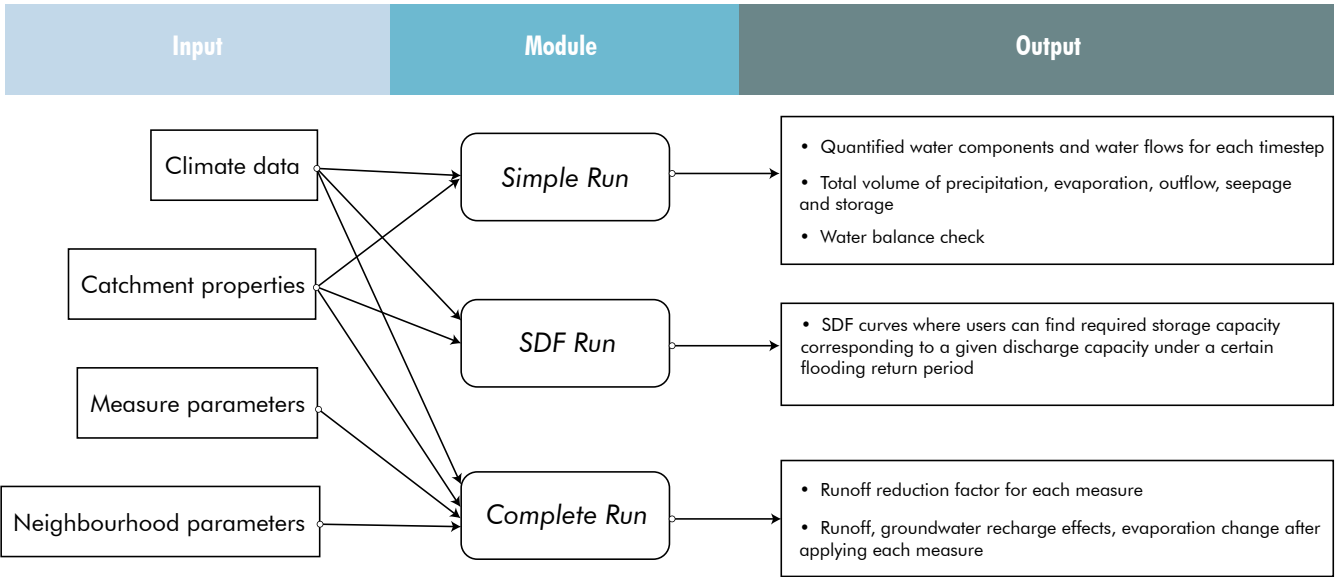 Input
Module
Output
Climate data
Catchment properties
Measure parameters
Neighbourhood parameters
Simple Run
SDF Run
Complete Run
• Quantified water components and water flows for each timestep
• Total volume of precipitation, evaporation, outflow, seepage
and storage
• Water balance check
• SDF curves where users can find required storage capacity
corresponding to a given discharge capacity under a certain
flooding return period
• Runoff reduction factor for each measure
• Runoff, groundwater recharge effects, evaporation change after
applying each measure